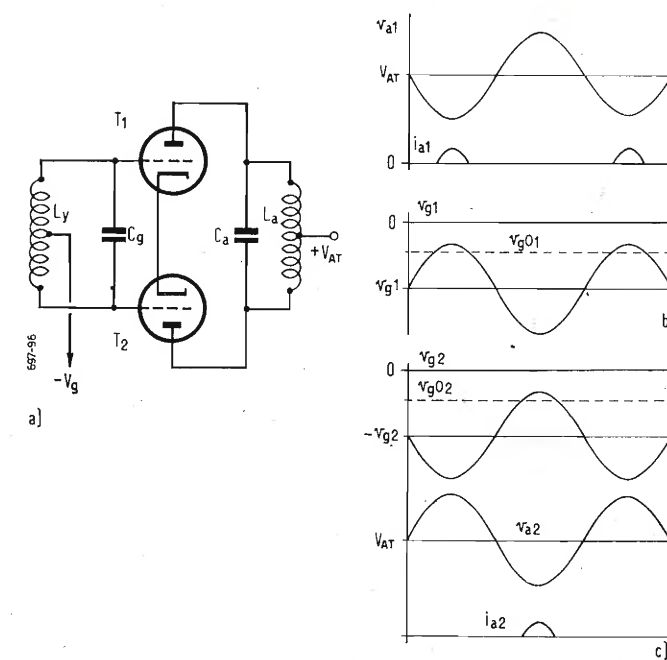 T1
Ly
Cg
Ca
La
+VAT
T2
697-96
-Vg
a]
va1
VAT
ia1
0
vg1
0
vg01
vg1
b
vg2
0
vg02
-vg2
va2
VAT
ia2
c]